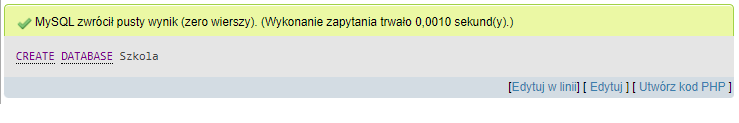 MySQL zwrócił pusty wynik (zero wierszy). (Wykonanie zapytania trwało 0,0010 sekund(y).)
CREATE DATABASE Szkola
[Edytuj w linii] [ Edytuj ] [ Utwórz kod PHP ]